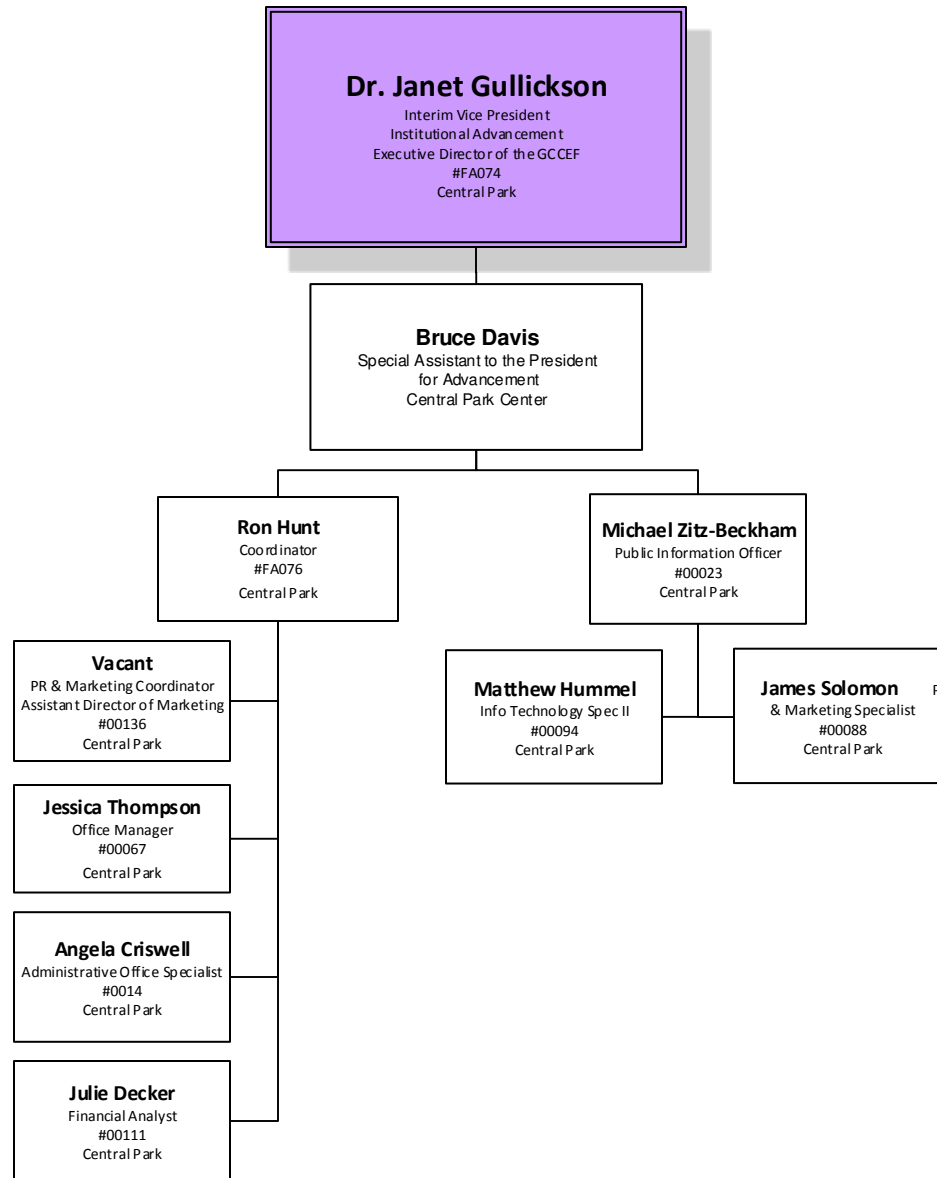 Dr. Janet Gullickson
Interim Vice President
Institutional Advancement
Executive Director of the GCCEF
#FA074
Central Park
Bruce Davis
Special Assistant to the President
for Advancement
Central Park Center
Ron Hunt
Coordinator
#FA076
Central Park
Michael Zitz-Beckham
Public Information Officer
#00023
Central Park
Vacant
PR & Marketing Coordinator
Assistant Director of Marketing
#00136
Central Park
Jessica Thompson
Office Manager
#00067
Central Park
Angela Criswell
Administrative Office Specialist
#0014
Central Park
Julie Decker
Financial Analyst
#00111
Central Park
Matthew Hummel
Info Technology Spec II
#00094
Central Park
James Solomon
& Marketing Specialist
#00088
Central Park